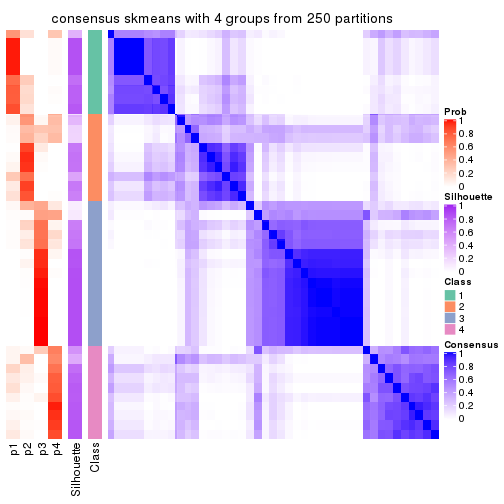 consensus skmeans with 4 groups from 250 partitions
Prob
1
0.8
0.6
0.4
0.2
0
Silhouette
1
0.8
0.6
0.4
0.2
0
Class
1
2
3
4
Consensus
1
0.8
0.6
0.4
0.2
0
p1
p2
p3
p4
Silhouette
Class